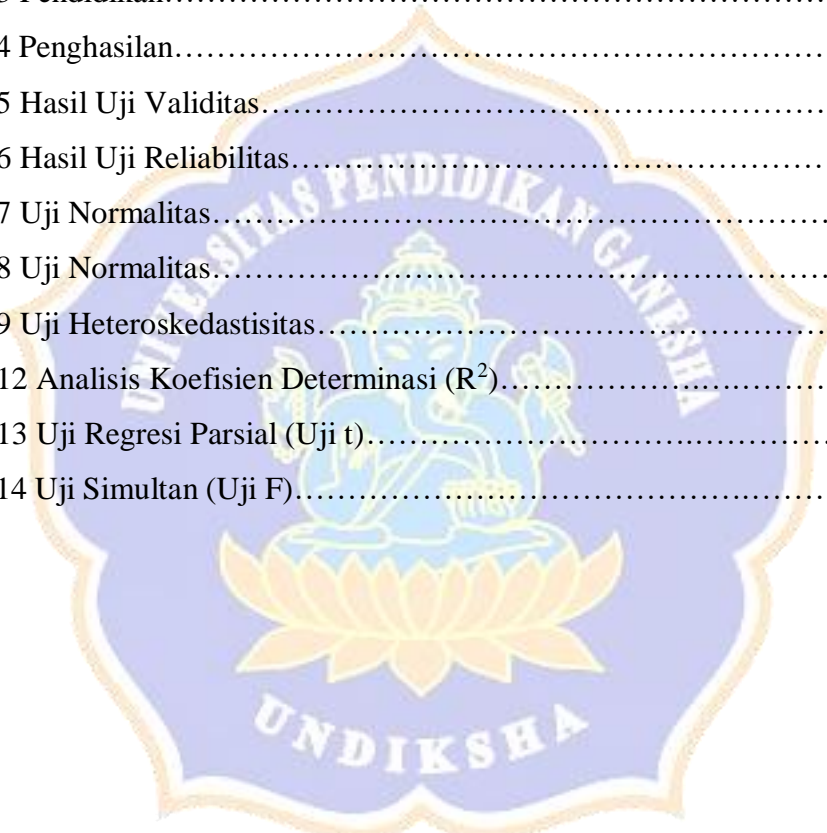 3 Pendidikan……………………………………………………………
4 Penghasilan……………………………………………………………
5 Hasil Uji Validitas……………………………………………………
6 Hasil Uji Reliabilitas…………………………………………………
7 Uji Normalitas…………………………………………………………
8 Uji Normalitas…………………………………………………………
9 Uji Heteroskedastisitas………………………………………………
12 Analisis Koefisien Determinasi (R²)………………………………
13 Uji Regresi Parsial (Uji t)……………………………………………
14 Uji Simultan (Uji F)…………………………………………………
UNIVERSITAS PENDIDIKAN GANESHA
UNDIKSHA